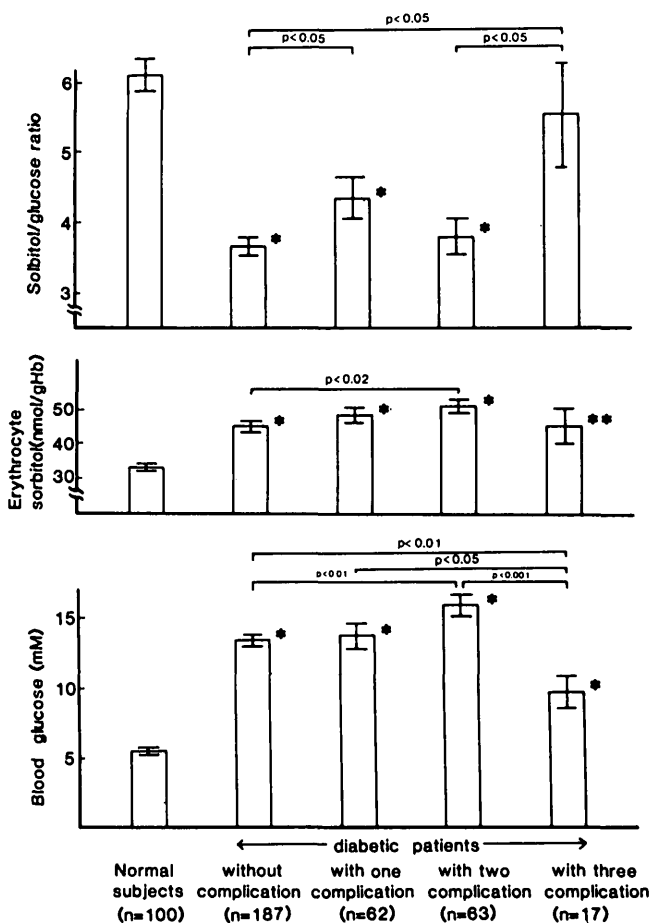 p<0.05
p<0.05
p<0.05
6
5
4
3
Solbitol/glucose ratio
*
*
*
p<0.02
50
40
30
Erythrocyte
sorbitol(nmol/gHb)
*
*
*
**
p<0.01
p<0.05
p<0.01
p<0.001
15
10
5
Blood glucose (mM)
*
*
*
*
diabetic patients
Normal without with one with two with three
subjects complication complication complication complication
(n=100) (n=187) (n=62) (n=63) (n=17)